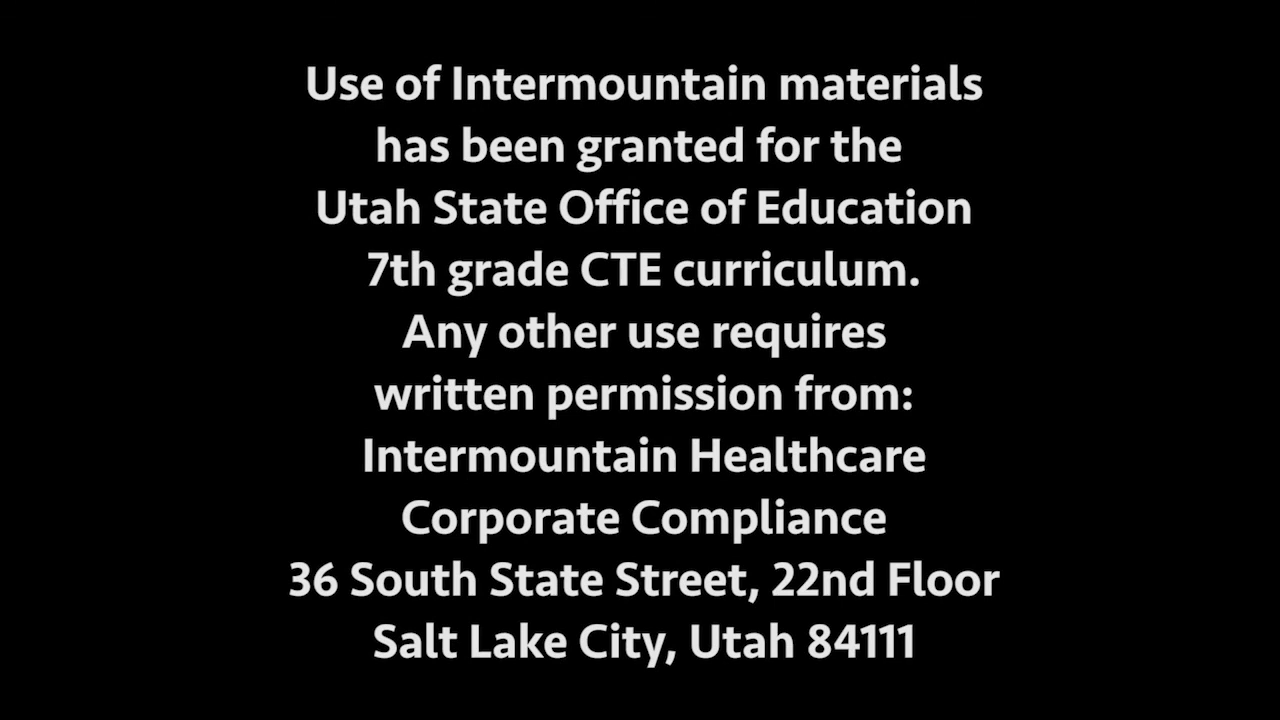 Use of Intermountain materials
has been granted for the
Utah State Office of Education
7th grade CTE curriculum.
Any other use requires
written permission from:
Intermountain Healthcare
Corporate Compliance
36 South State Street, 22nd Floor
Salt Lake City, Utah 84111